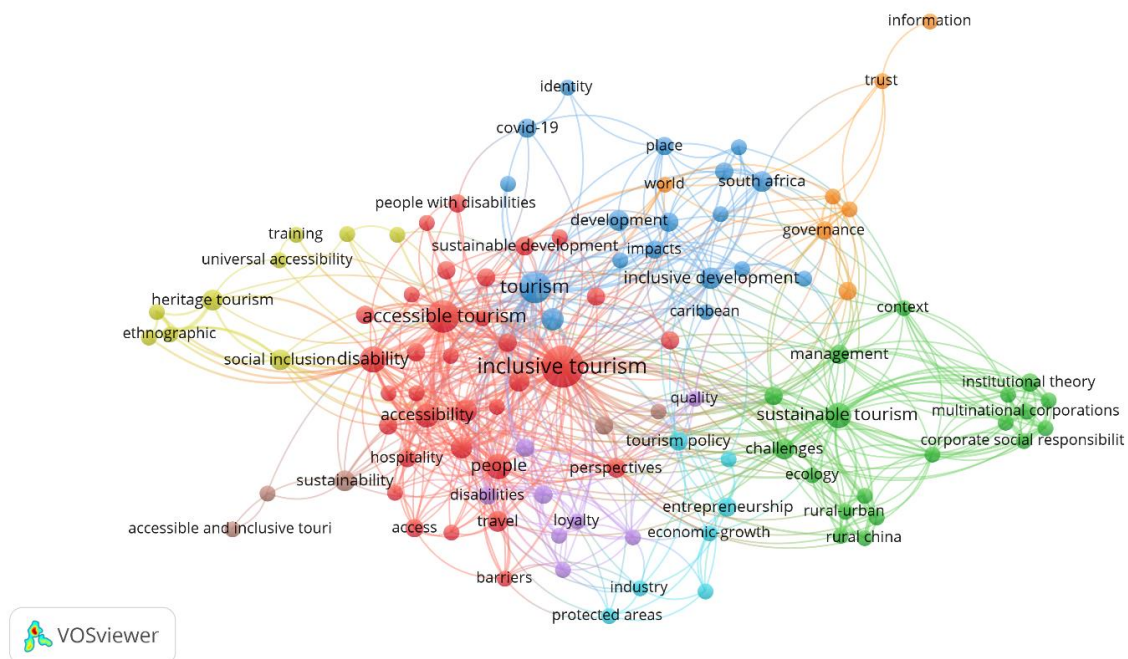 information
trust
identity
covid-19
place
world
south africa
people with disabilities
development
governance
training
sustainable development
impacts
universal accessibility
inclusive development
tourism
heritage tourism
context
caribbean
accessible tourism
ethnographic
management
social inclusion
disability
inclusive tourism
institutional theory
quality
multinational corporations
accessibility
sustainable tourism
tourism policy
corporate social responsibilit
challenges
hospitality
people
perspectives
ecology
sustainability
disabilities
entrepreneurship
rural-urban
accessible and inclusive touri
access
travel
loyalty
economic-growth
rural china
barriers
industry
protected areas
VOSviewer